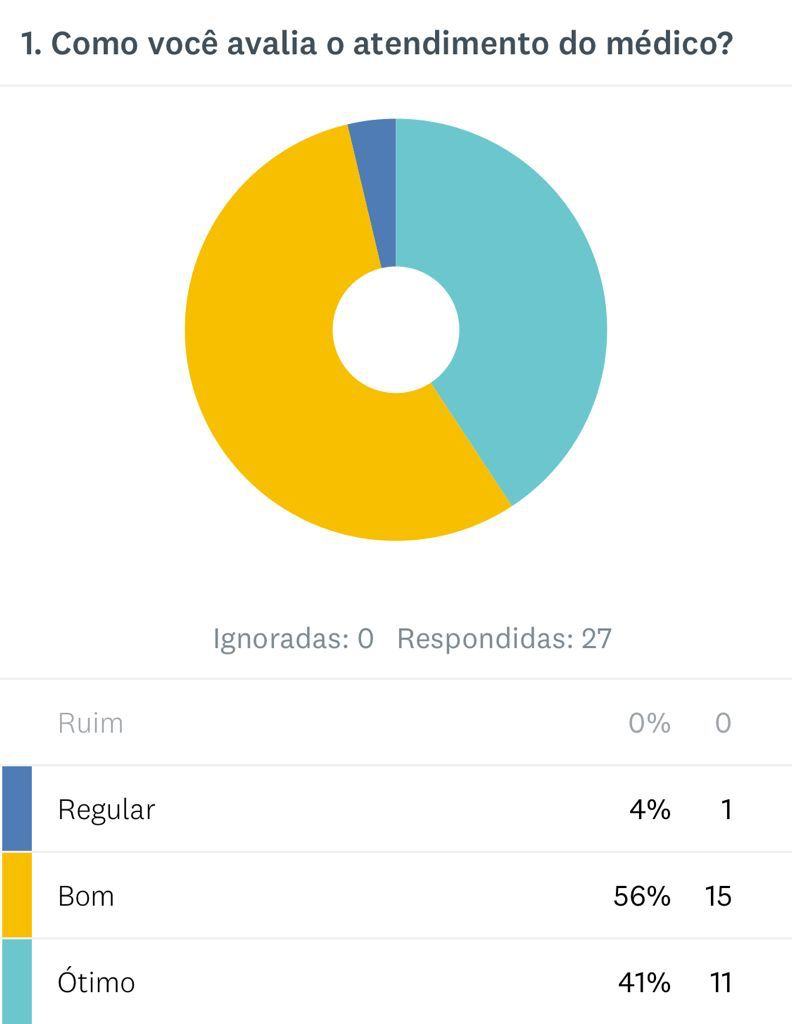 1. Como você avalia o atendimento do médico?
Ignoradas: 0 Respondidas: 27
Ruim 0% 0
Regular 4% 1
Bom 56% 15
Ótimo 41% 11